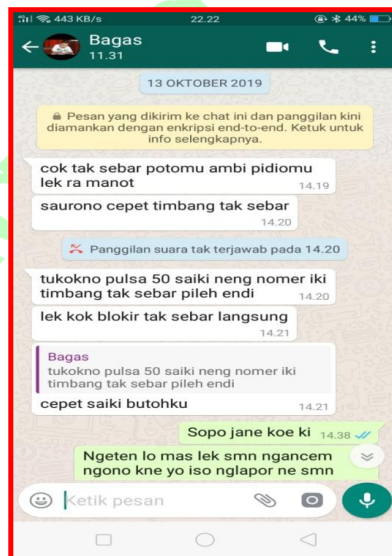 443 KB/s 22.22 44%
Bagas
11.31
13 OKTOBER 2019
Pesan yang dikirim ke chat ini dan panggilan kini
diamankan dengan enkripsi end-to-end. Ketuk untuk
info selengkapnya.
cok tak sebar potomu ambi pidiomu
lek ra manot
14.19
saurono cepet timbang tak sebar
14.20
Panggilan suara tak terjawab pada 14.20
tukokno pulsa 50 saiki neng nomer iki
timbang tak sebar pileh endi
14.20
lek kok blokir tak sebar langsung
14.21
Bagas
tukokno pulsa 50 saiki neng nomer iki
timbang tak sebar pileh endi
cepet saiki butohku
14.21
Sopo jane koe ki 14.38
Ngeten lo mas lek smn ngancem
ngono kne yo iso nglapor ne smn
Ketik pesan